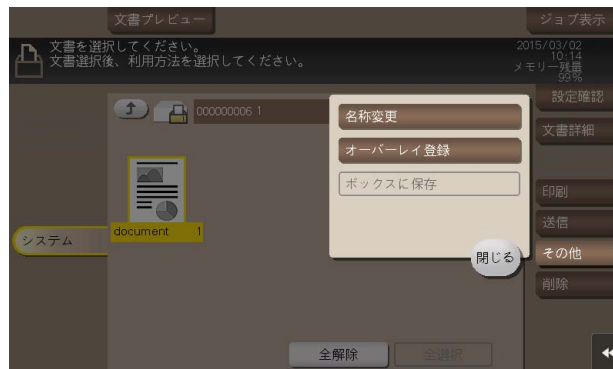 文書プレビュー
ジョブ表示
文書を選択してください。
文書選択後、利用方法を選択してください。
2015/03/02
10:14
メモリー残量
99%
設定確認
000000006 1
名称変更
文書詳細
オーバーレイ登録
ボックスに保存
印刷
送信
document 1
システム
その他
閉じる
削除
全解除
全選択